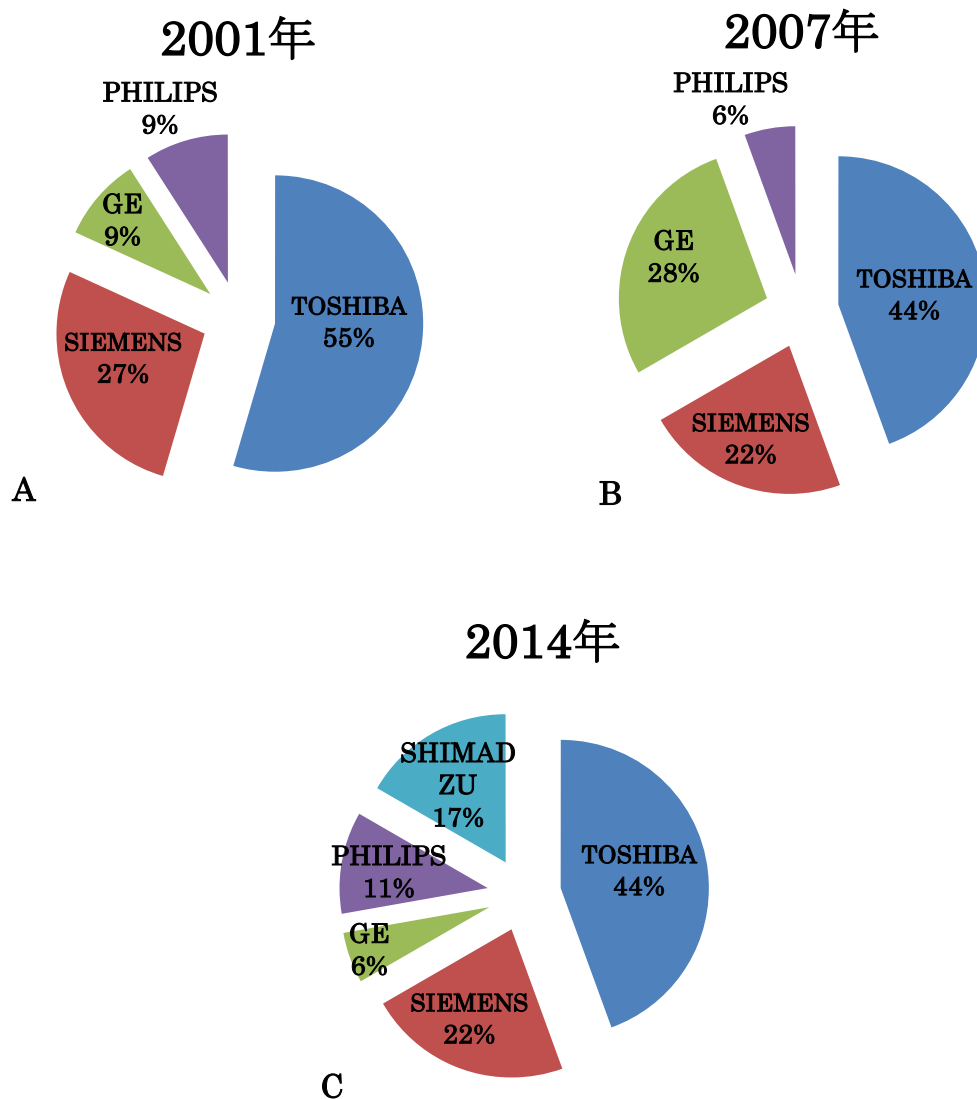 2001年
PHILIPS
9%
GE
9%
TOSHIBA
55%
SIEMENS
27%
A
2007年
PHILIPS
6%
GE
28%
TOSHIBA
44%
SIEMENS
22%
B
2014年
SHIMAD
ZU
17%
PHILIPS
11%
TOSHIBA
44%
GE
6%
SIEMENS
22%
C